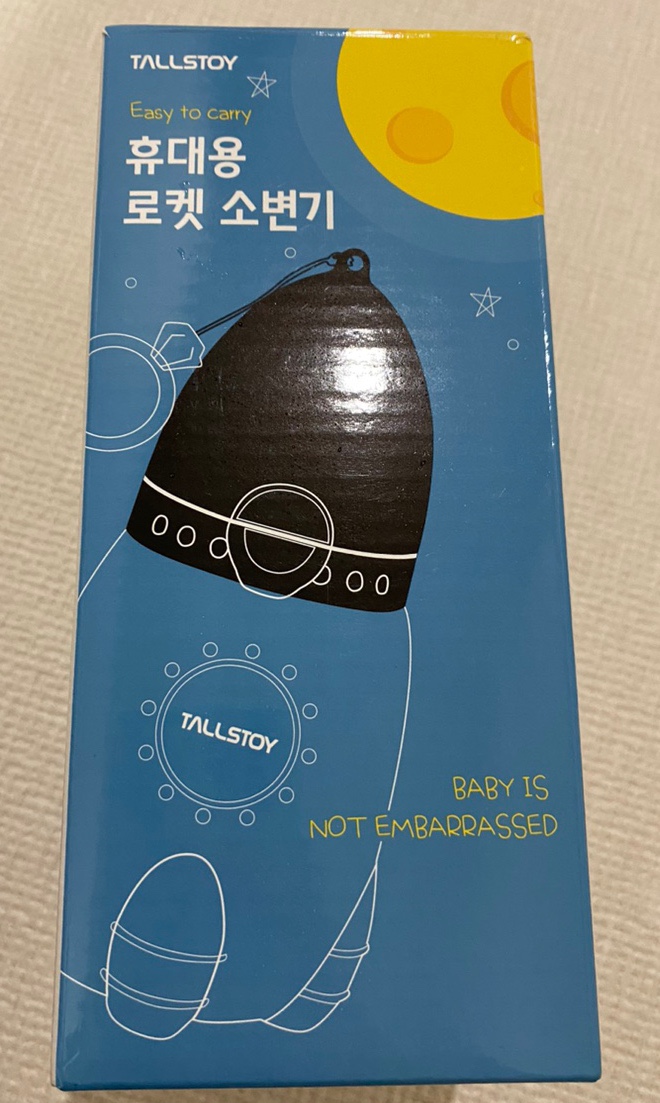 TALLSTOY
Easy to carry
휴대용
로켓 소변기
TALLSTOY
BABY IS
NOT EMBARRASSED